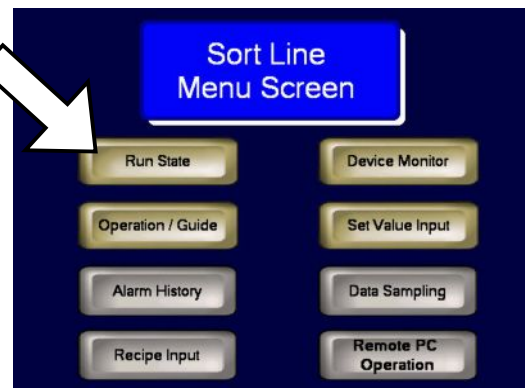 Sort Line
Menu Screen
Run State
Device Monitor
Operation / Guide
Set Value Input
Alarm History
Data Sampling
Recipe Input
Remote PC
Operation